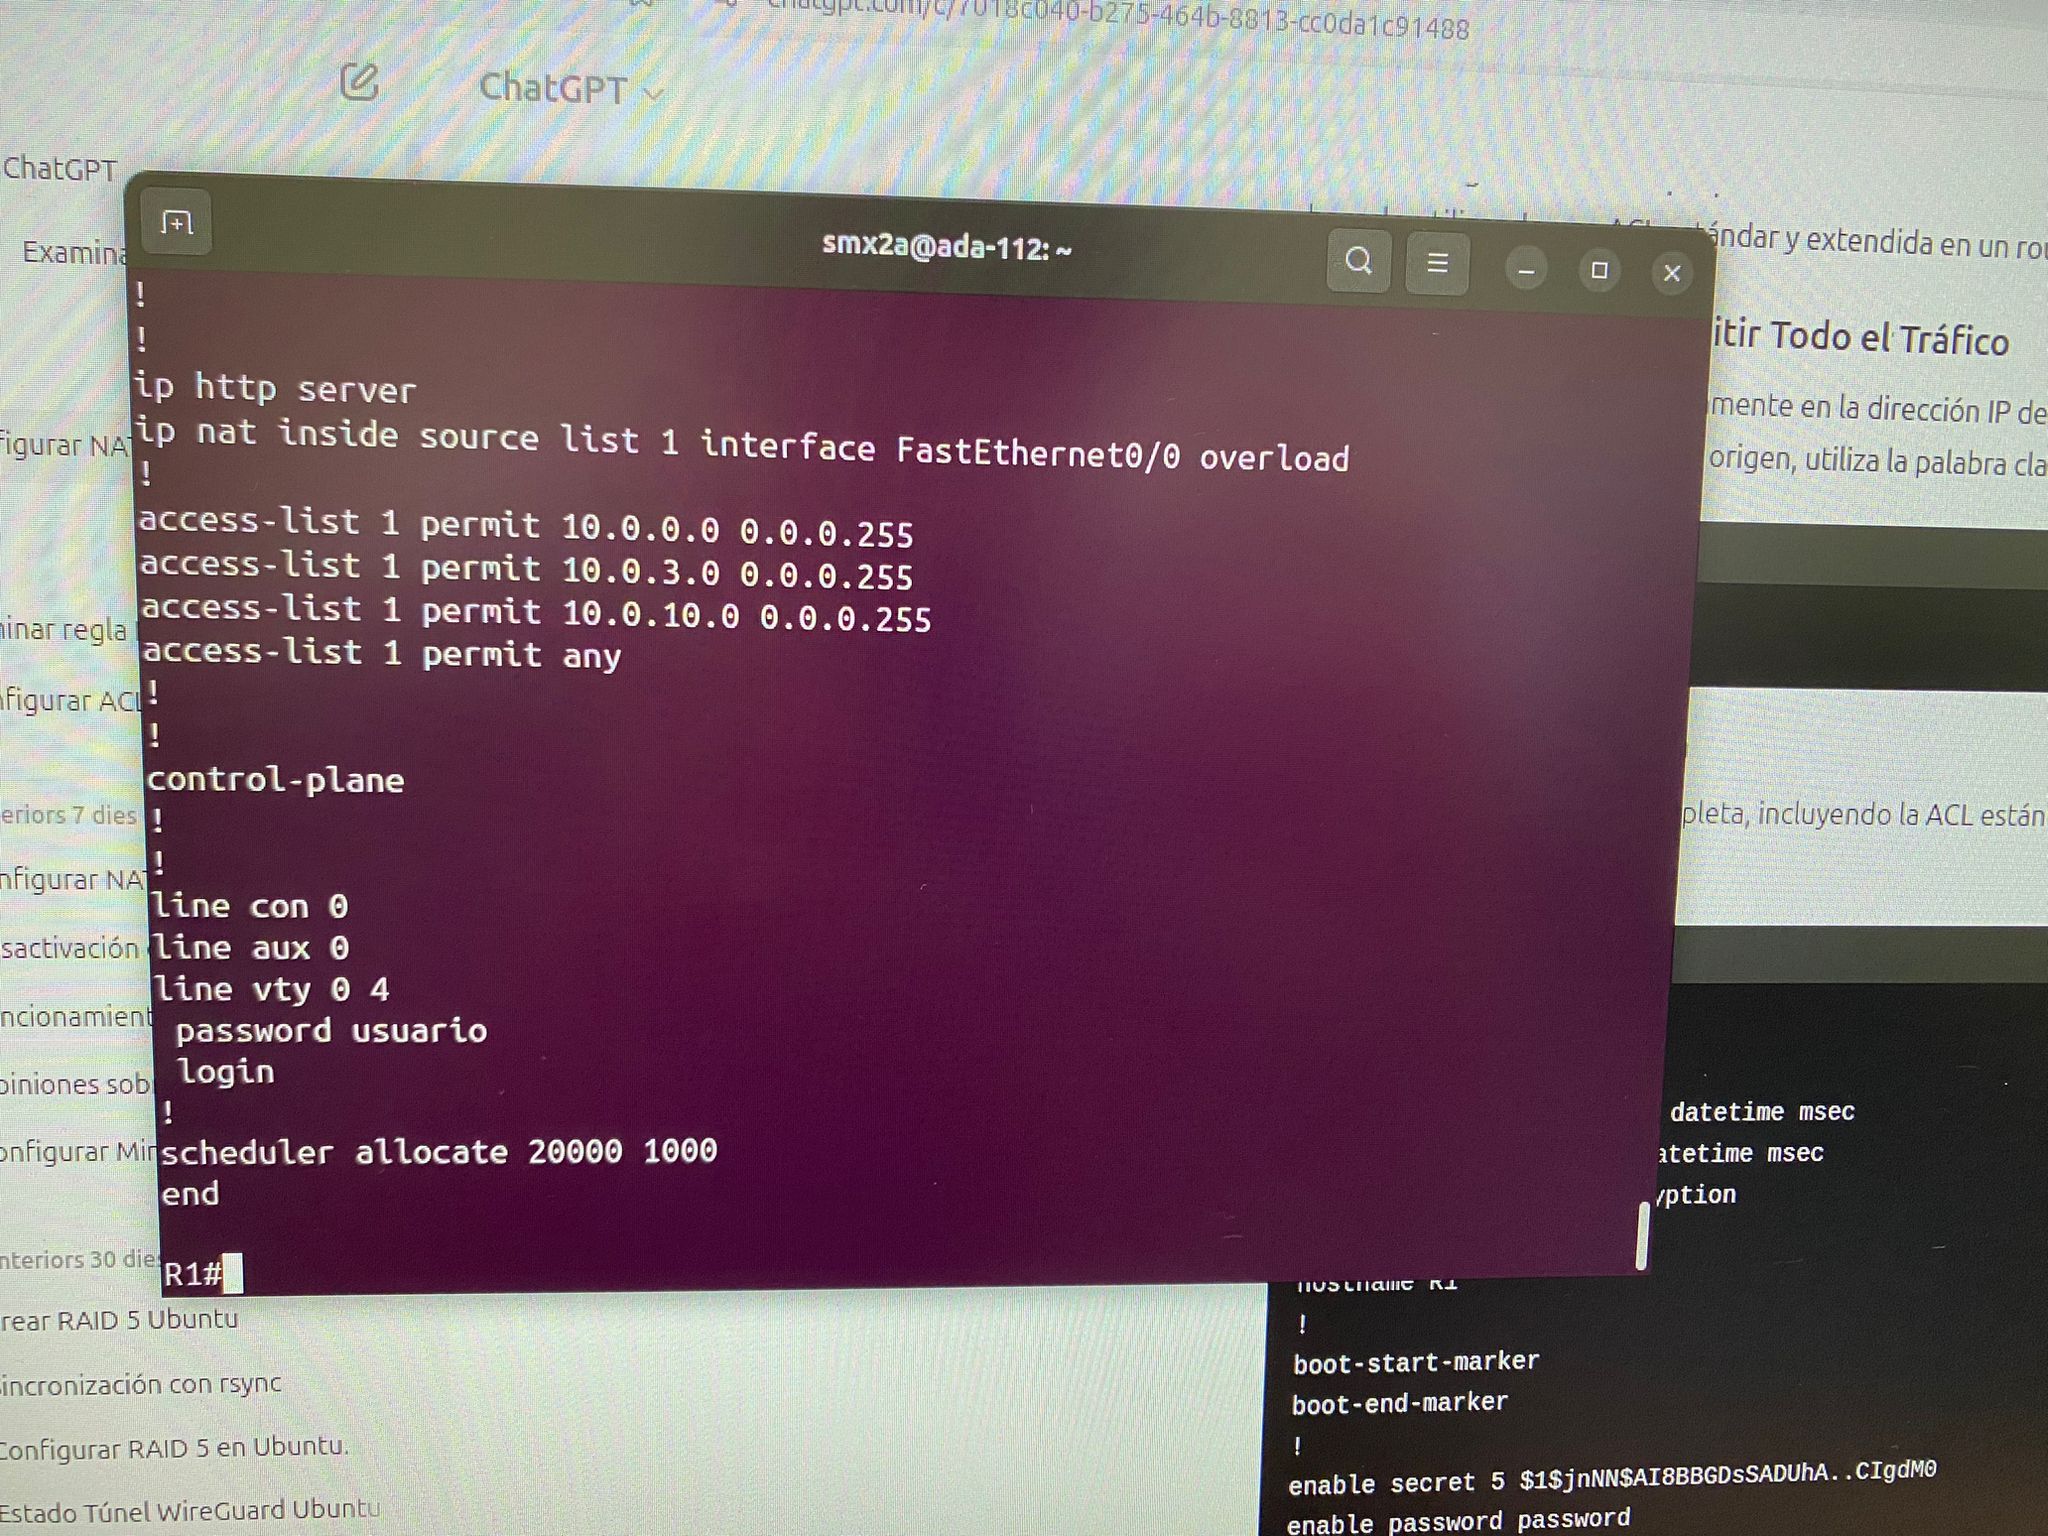 chatgpt.com/c/7018c040-b275-464b-8813-cc0da1c91488
ChatGPT
ChatGPT
Examina
figurar NA
inar regla
nfigurar ACL
eriors 7 dies
nfigurar NAT
sactivación
ncionamient
piniones sob
onfigurar Mir
nteriors 30 dies
rear RAID 5 Ubuntu
incronización con rsync
Configurar RAID 5 en Ubuntu.
Estado Túnel WireGuard Ubuntu
smx2a@ada-112: ~
!
!
ip http server
ip nat inside source list 1 interface FastEthernet0/0 overload
!
access-list 1 permit 10.0.0.0 0.0.0.255
access-list 1 permit 10.0.3.0 0.0.0.255
access-list 1 permit 10.0.10.0 0.0.0.255
access-list 1 permit any
!
!
control-plane
!
!
line con 0
line aux 0
line vty 0 4
password usuario
login
!
scheduler allocate 20000 1000
end
R1#
ándar y extendida en un rou
itir Todo el Tráfico
mente en la dirección IP de
origen, utiliza la palabra cla
pleta, incluyendo la ACL están
datetime msec
atetime msec
yption
hostname R1
!
boot-start-marker
boot-end-marker
!
enable secret 5 $1$jnNN$AI8BBGDsSADUhA..CIgdM0
enable password password